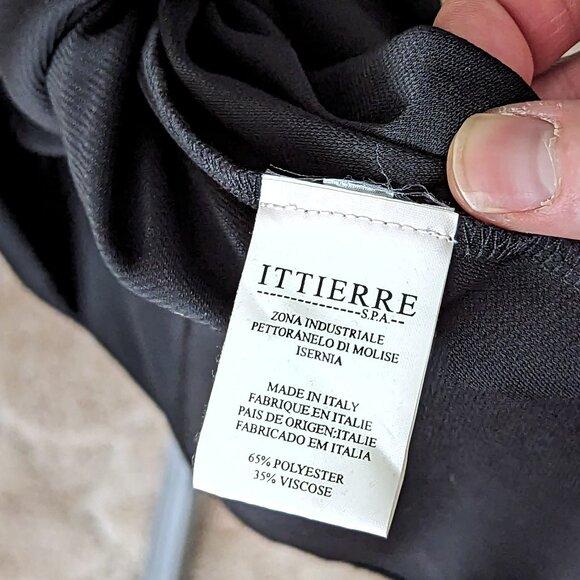 ITTIERRE
S.P.A.
ZONA INDUSTRIALE
PETTORANELO DI MOLISE
ISERNIA
MADE IN ITALY
FABRIQUE.EN ITALIE
PAIS DE ORIGEN:ITALIE
FABRICADO EM ITALIA
65% POLYESTER
35% VISCOSE